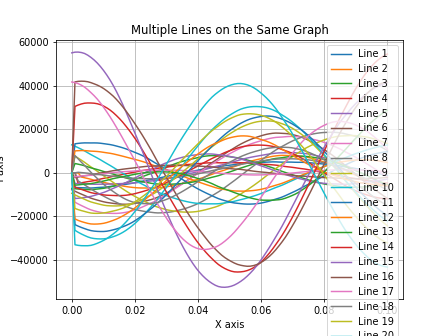 Multiple Lines on the Same Graph
60000
40000
20000
0
−20000
−40000
0.00
0.02
0.04
0.06
X axis
Line 1
Line 2
Line 3
Line 4
Line 5
Line 6
Line 7
Line 8
Line 9
Line 10
Line 11
Line 12
Line 13
Line 14
Line 15
Line 16
Line 17
Line 18
Line 19
Line 20